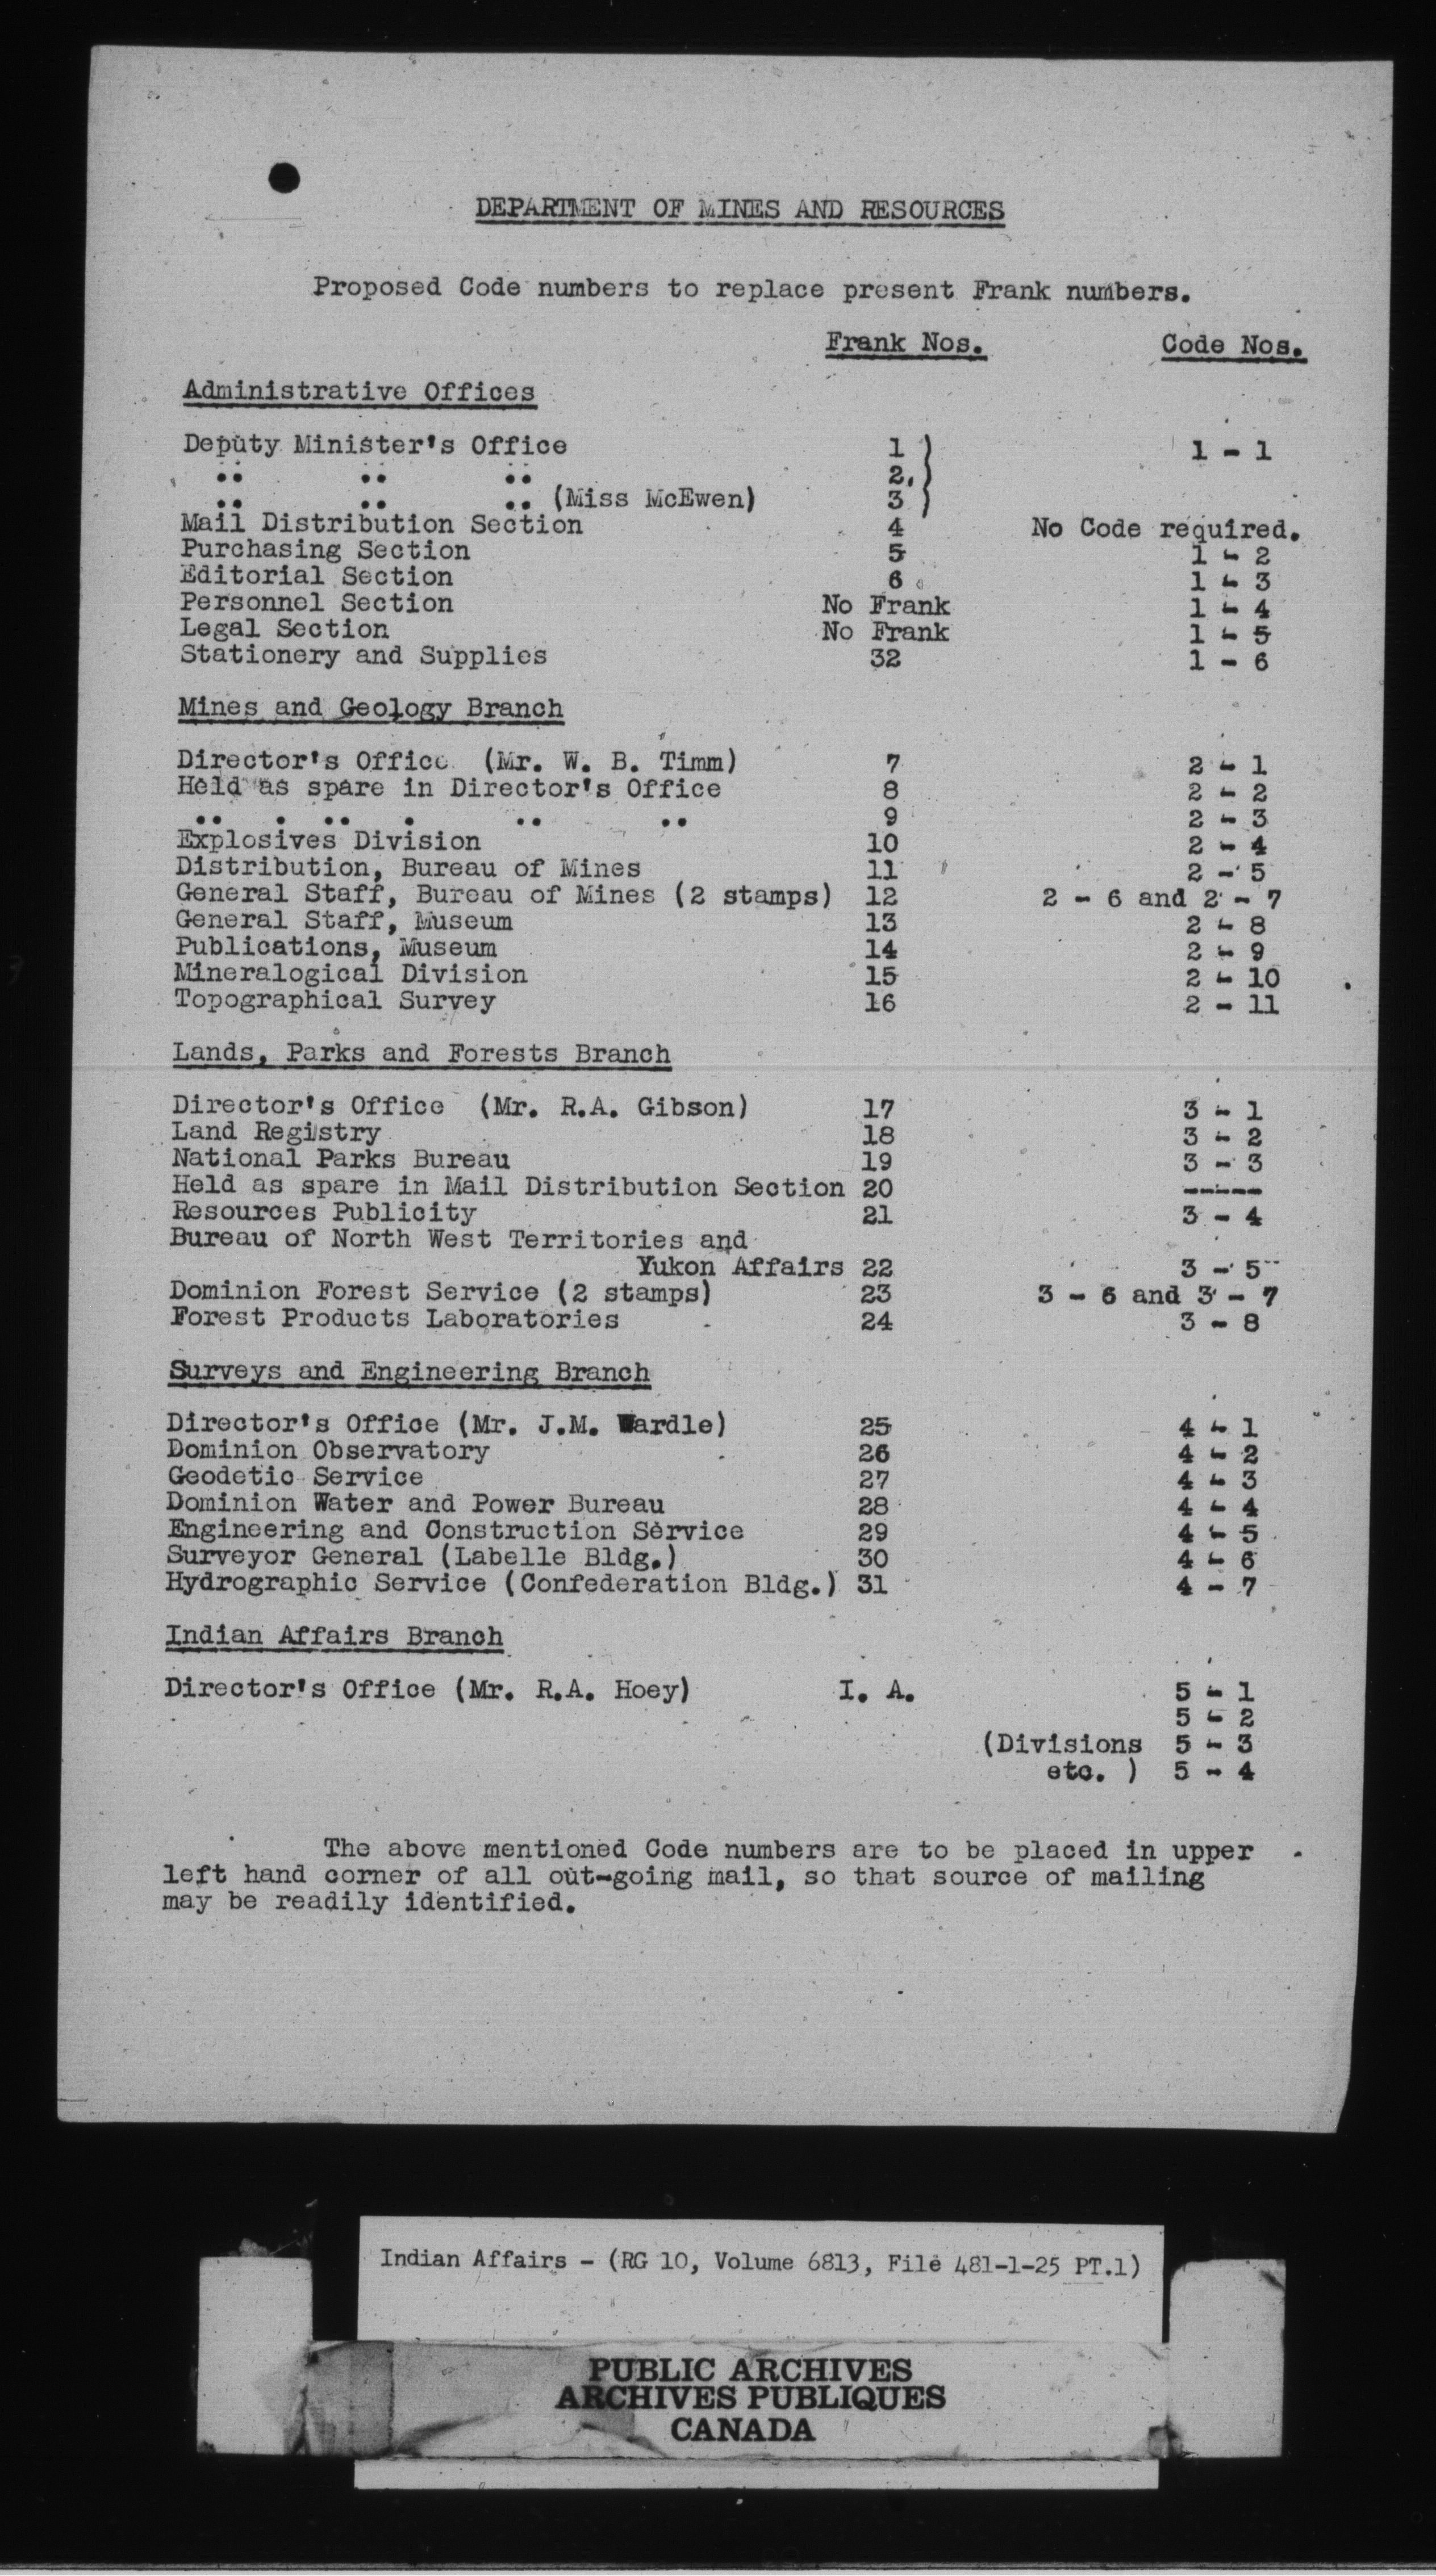 DEPARTMENT OF MINES AND RESOURCES
Proposed Code numbers to replace present Frank numbers.
Frank Nos. Code Nos.
Administrative Offices
Deputy Minister's Office 1 ) 1 - 1
.. .. .. 2. )
.. .. .. (Miss McEwen) 3 )
Mail Distribution Section 4 No Code required.
Purchasing Section 5 1 - 2
Editorial Section 6 1 - 3
Personnel Section No Frank 1 - 4
Legal Section No Frank 1 - 5
Stationery and Supplies 32 1 - 6
Mines and Geology Branch
Director's Office (Mr. W. B. Timm) 7 2 - 1
Held as spare in Director's Office 8 2 - 2
.. . .. . .. .. 9 2 - 3
Explosives Division 10 2 - 4
Distribution, Bureau of Mines 11 2 - 5
General Staff, Bureau of Mines (2 stamps) 12 2 - 6 and 2 - 7
General Staff, Museum 13 2 - 8
Publications, Museum 14 2 - 9
Mineralogical Division 15 2 - 10
Topographical Survey 16 2 - 11
Lands, Parks and Forests Branch
Director's Office (Mr. R.A. Gibson) 17 3 - 1
Land Registry 18 3 - 2
National Parks Bureau 19 3 - 3
Held as spare in Mail Distribution Section 20 -----
Resources Publicity 21 3 - 4
Bureau of North West Territories and
Yukon Affairs 22 3 - 5
Dominion Forest Service (2 stamps) 23 3 - 6 and 3 - 7
Forest Products Laboratories 24 3 - 8
Surveys and Engineering Branch
Director's Office (Mr. J.M. Wardle) 25 4 - 1
Dominion Observatory 26 4 - 2
Geodetic Service 27 4 - 3
Dominion Water and Power Bureau 28 4 - 4
Engineering and Construction Service 29 4 - 5
Surveyor General (Labelle Bldg.) 30 4 - 6
Hydrographic Service (Confederation Bldg.) 31 4 - 7
Indian Affairs Branch
Director's Office (Mr. R.A. Hoey) I. A. 5 - 1
5 - 2
(Divisions 5 - 3
etc. ) 5 - 4
The above mentioned Code numbers are to be placed in upper
left hand corner of all out-going mail, so that source of mailing
may be readily identified.
Indian Affairs - (RG 10, Volume 6813, File 481-1-25 PT.1)
PUBLIC ARCHIVES
ARCHIVES PUBLIQUES
CANADA